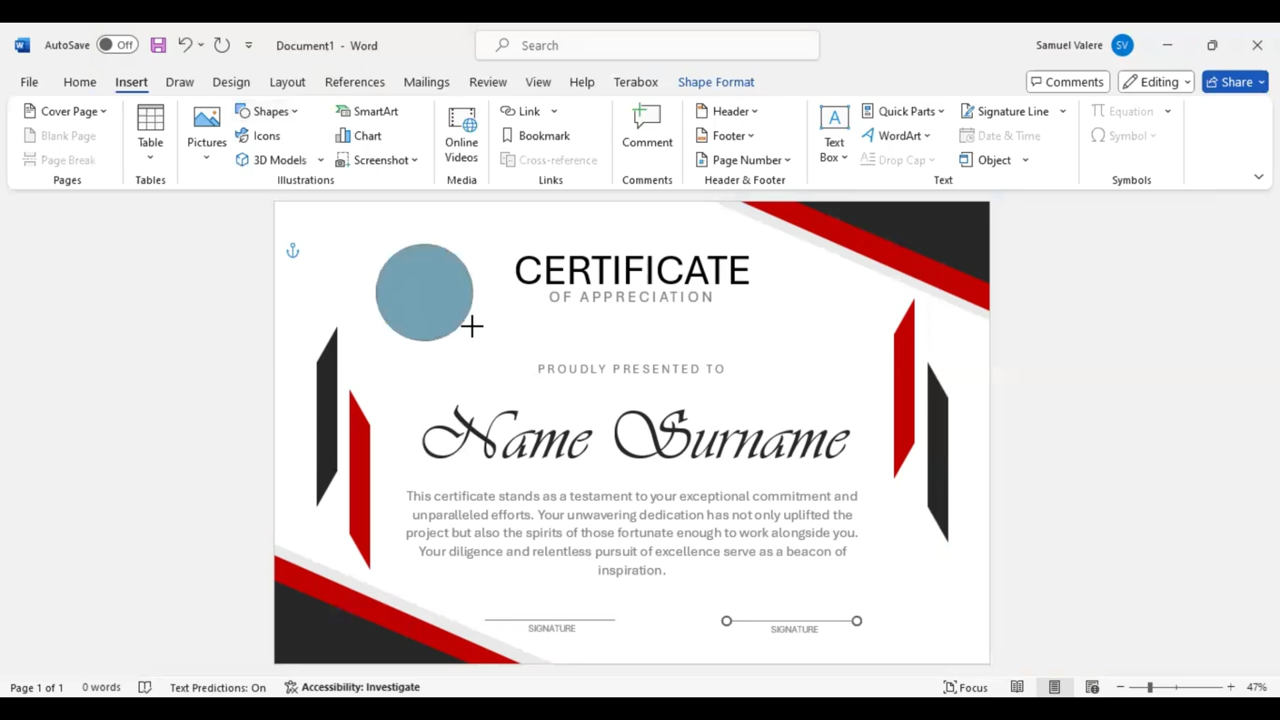 AutoSave Off Document1 - Word Search Samuel Valere SV
File Home Insert Draw Design Layout References Mailings Review View Help Terabox Shape Format Comments Editing Share
Cover Page
Blank Page
Page Break
Pages
Table
Tables
Pictures
Shapes
Icons
3D Models
SmartArt
Chart
Screenshot
Illustrations
Online
Videos
Media
Link
Bookmark
Cross-reference
Links
Comment
Comments
Header
Footer
Page Number
Header & Footer
A
Text
Box
Quick Parts
WordArt
Drop Cap
Signature Line
Date & Time
Object
Text
Equation
Symbol
Symbols
CERTIFICATE
OF APPRECIATION
PROUDLY PRESENTED TO
Name Surname
This certificate stands as a testament to your exceptional commitment and
unparalleled efforts. Your unwavering dedication has not only uplifted the
project but also the spirits of those fortunate enough to work alongside you.
Your diligence and relentless pursuit of excellence serve as a beacon of
inspiration.
SIGNATURE
SIGNATURE
Page 1 of 1 0 words Text Predictions: On Accessibility: Investigate Focus 47%